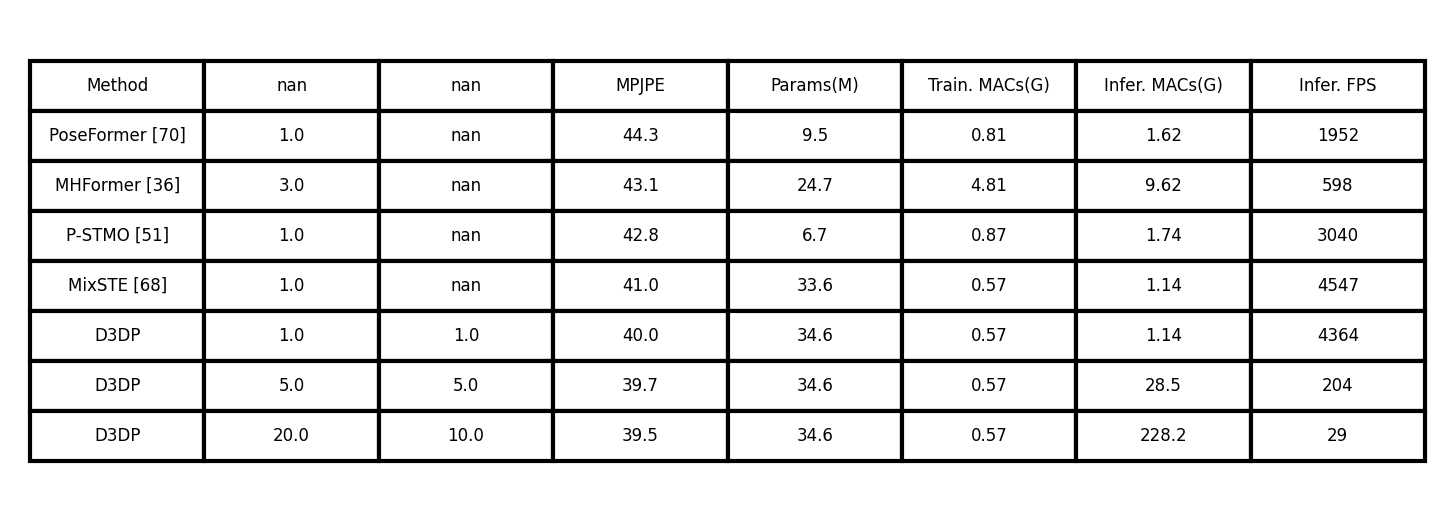 Method nan nan MPJPE Params(M) Train. MACs(G) Infer. MACs(G) Infer. FPS
PoseFormer [70] 1.0 nan 44.3 9.5 0.81 1.62 1952
MHFormer [36] 3.0 nan 43.1 24.7 4.81 9.62 598
P-STMO [51] 1.0 nan 42.8 6.7 0.87 1.74 3040
MixSTE [68] 1.0 nan 41.0 33.6 0.57 1.14 4547
D3DP 1.0 1.0 40.0 34.6 0.57 1.14 4364
D3DP 5.0 5.0 39.7 34.6 0.57 28.5 204
D3DP 20.0 10.0 39.5 34.6 0.57 228.2 29